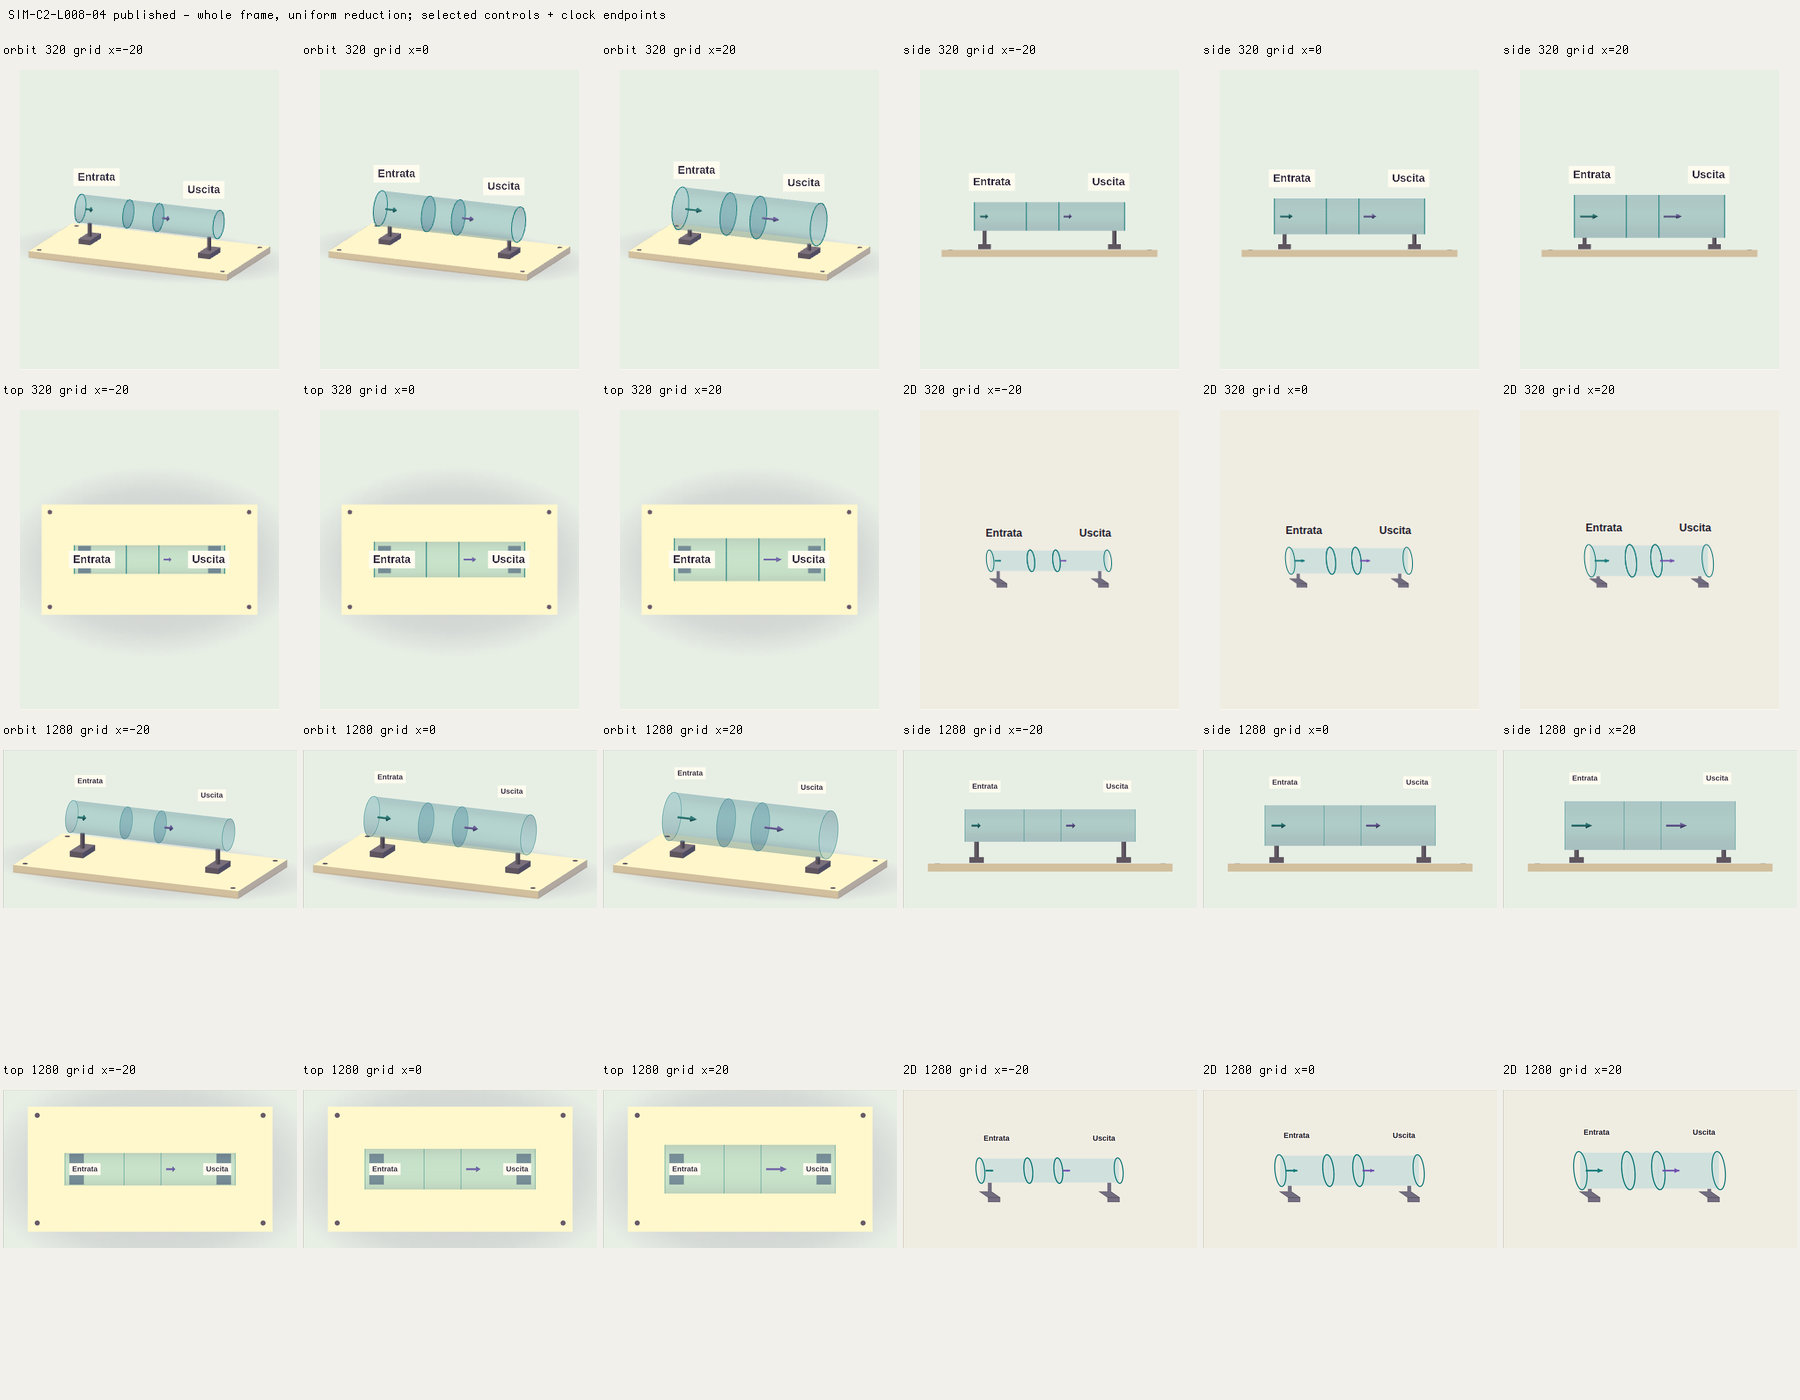 SIM-C2-L008-04 published – whole frame, uniform reduction; selected controls + clock endpoints
orbit 320 grid x=-20
orbit 320 grid x=0
orbit 320 grid x=20
side 320 grid x=-20
side 320 grid x=0
side 320 grid x=20
Entrata
Uscita
Entrata
Uscita
Entrata
Uscita
Entrata
Uscita
Entrata
Uscita
Entrata
Uscita
top 320 grid x=-20
top 320 grid x=0
top 320 grid x=20
2D 320 grid x=-20
2D 320 grid x=0
2D 320 grid x=20
Entrata
Uscita
Entrata
Uscita
Entrata
Uscita
Entrata
Uscita
Entrata
Uscita
Entrata
Uscita
orbit 1280 grid x=-20
orbit 1280 grid x=0
orbit 1280 grid x=20
side 1280 grid x=-20
side 1280 grid x=0
side 1280 grid x=20
Entrata
Uscita
Entrata
Uscita
Entrata
Uscita
Entrata
Uscita
Entrata
Uscita
Entrata
Uscita
top 1280 grid x=-20
top 1280 grid x=0
top 1280 grid x=20
2D 1280 grid x=-20
2D 1280 grid x=0
2D 1280 grid x=20
Entrata
Uscita
Entrata
Uscita
Entrata
Uscita
Entrata
Uscita
Entrata
Uscita
Entrata
Uscita